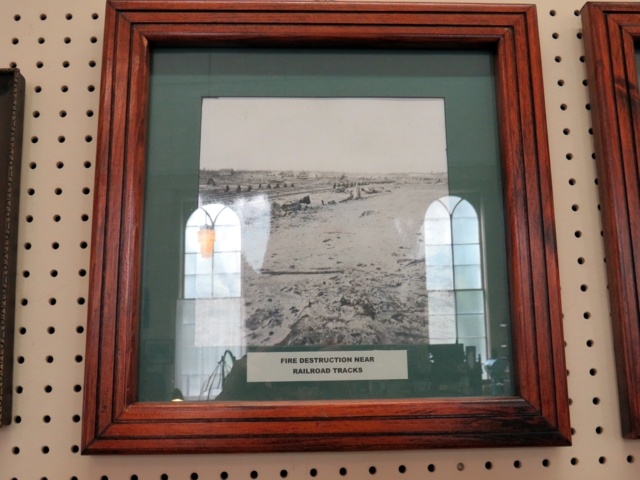 FIRE DESTRUCTION NEAR
RAILROAD TRACKS